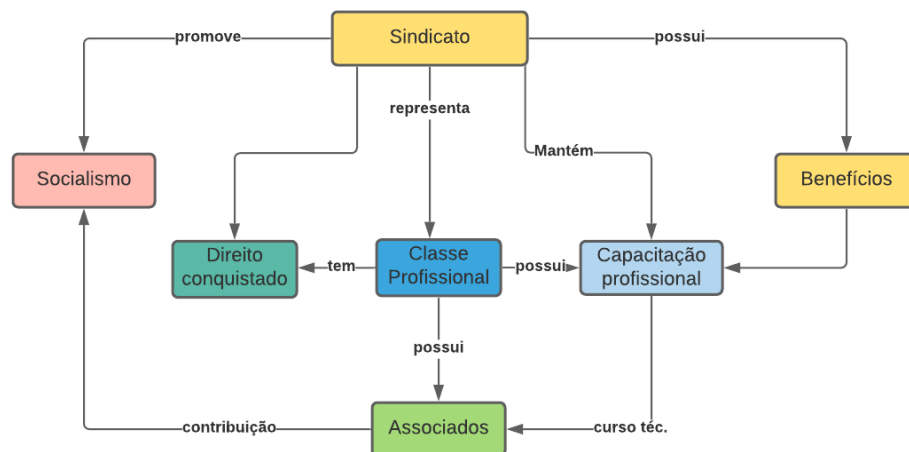 Sindicato
promove
possui
representa
Mantém
Socialismo
Benefícios
Direito
conquistado
tem
Classe
Profissional
possui
Capacitação
profissional
possui
contribuição
Associados
curso téc.